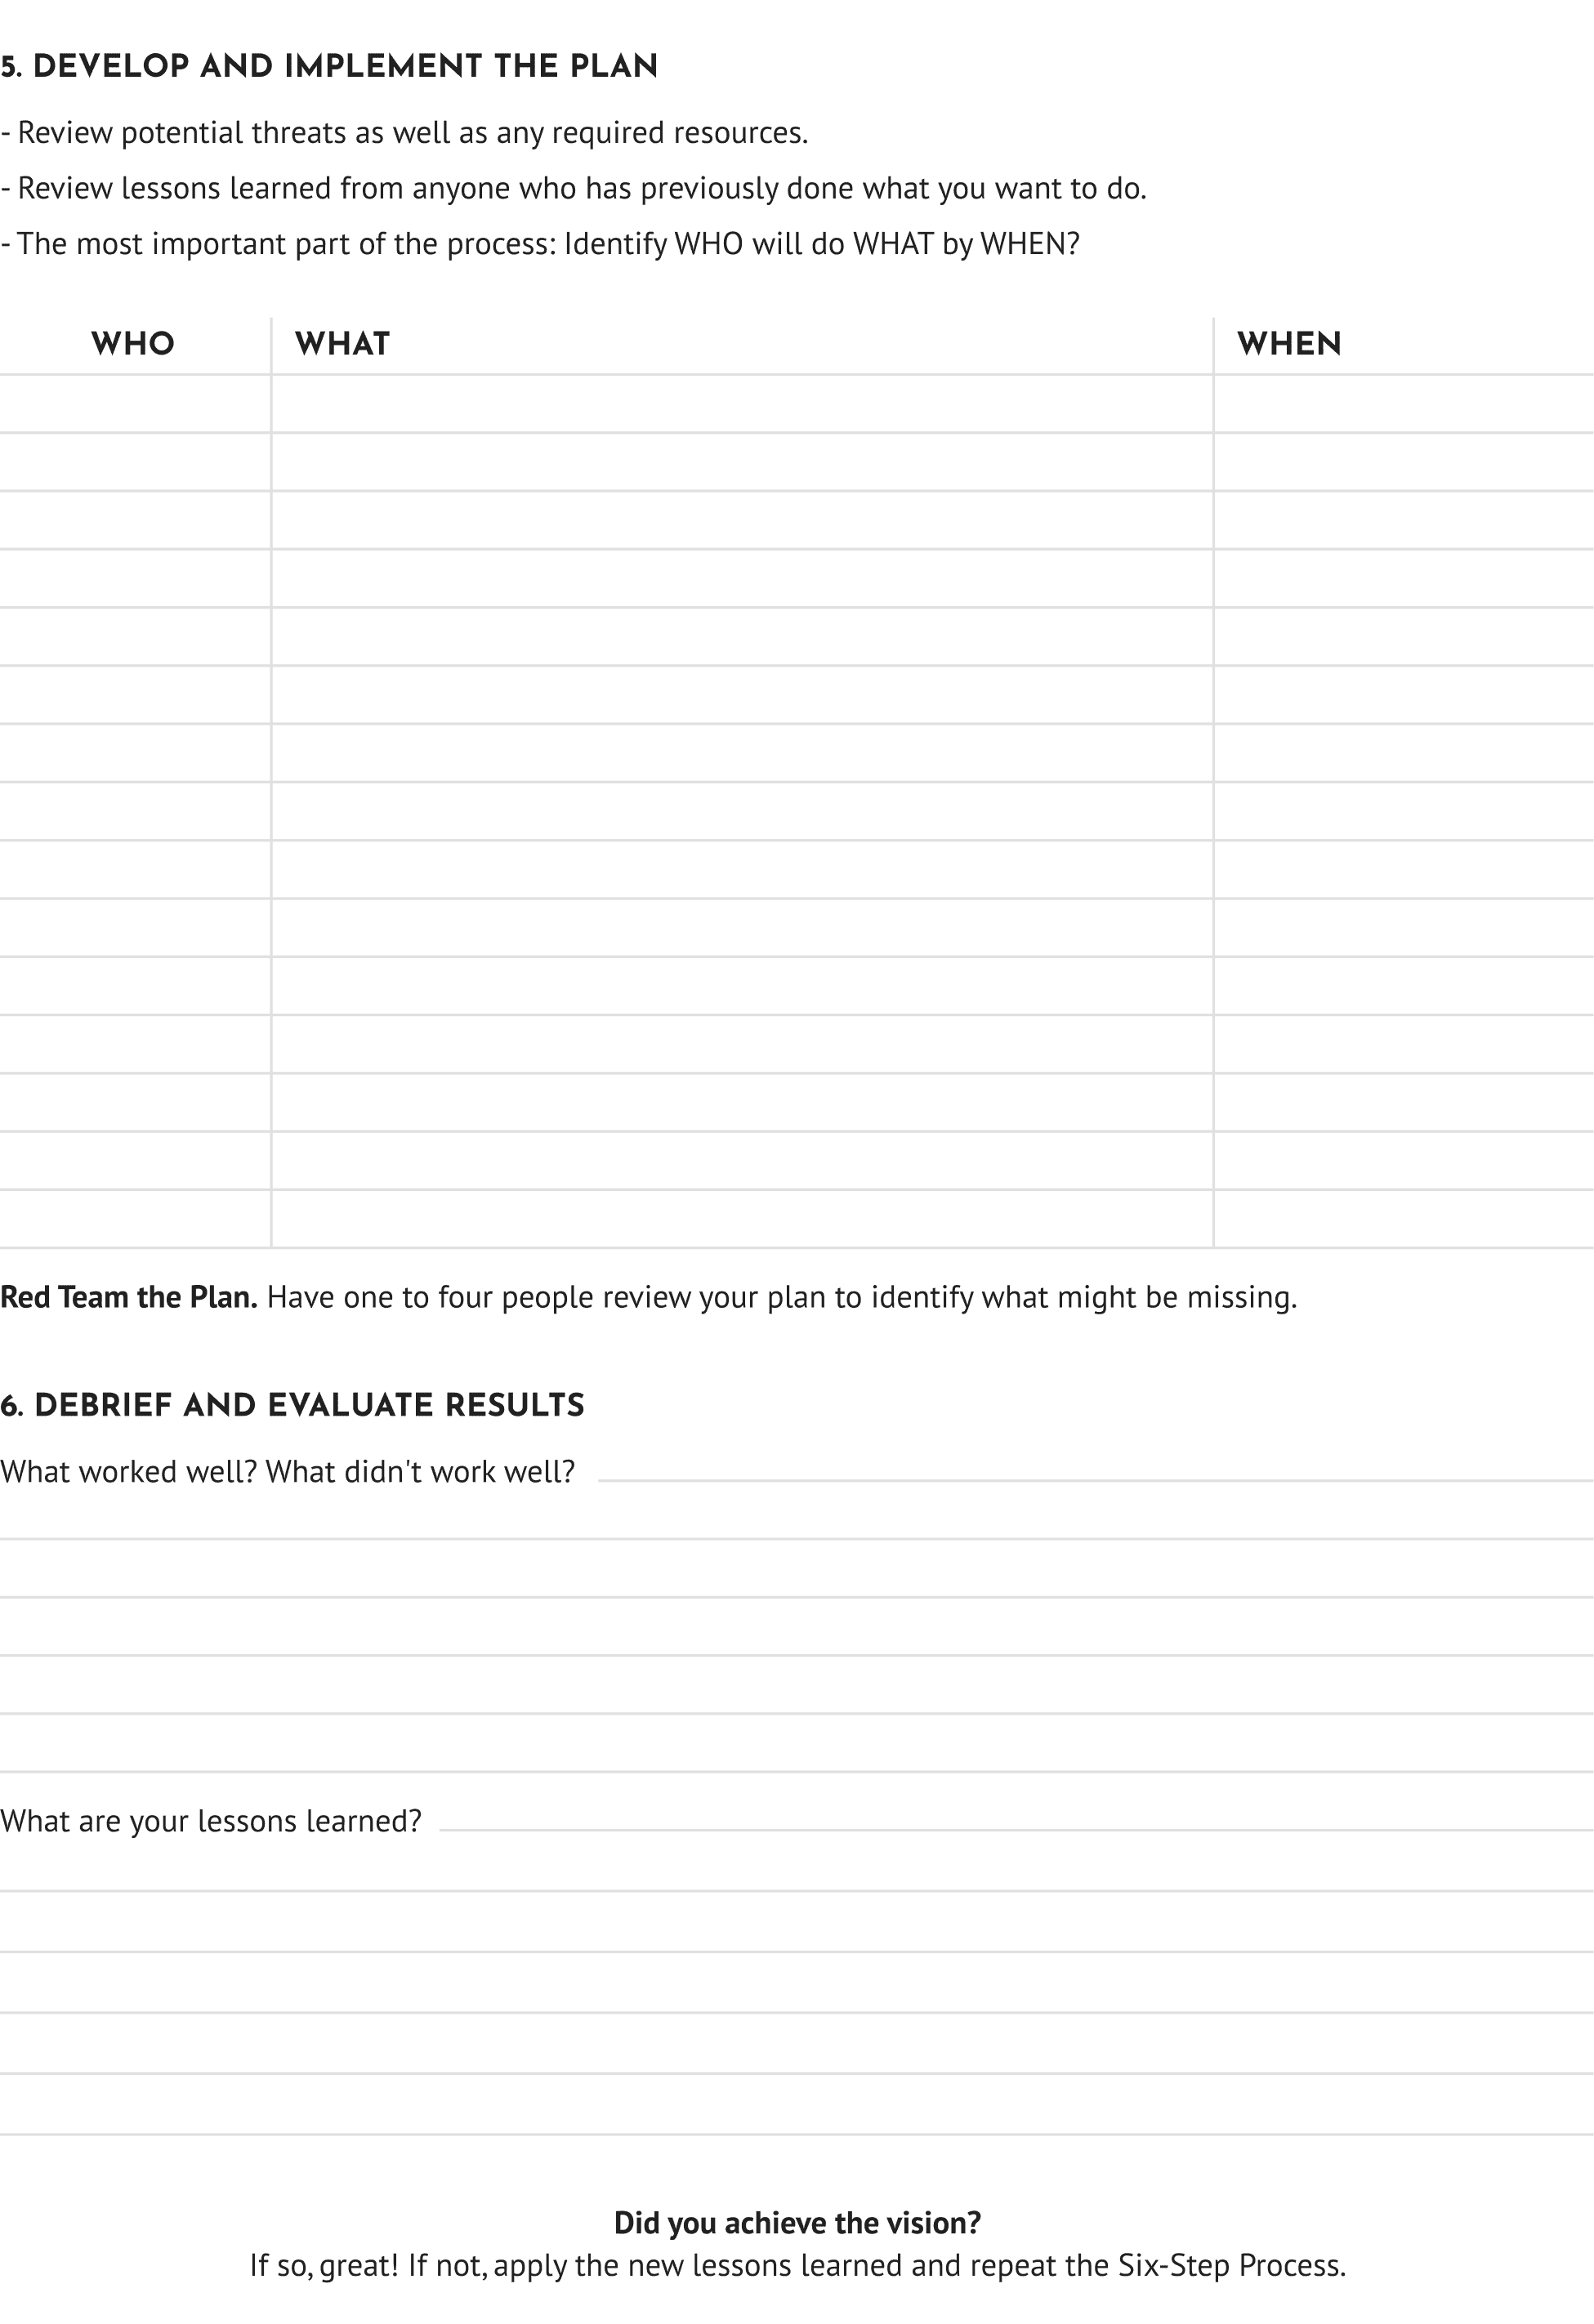 5. DEVELOP AND IMPLEMENT THE PLAN
- Review potential threats as well as any required resources.
- Review lessons learned from anyone who has previously done what you want to do.
- The most important part of the process: Identify WHO will do WHAT by WHEN?
WHO WHAT WHEN
Red Team the Plan. Have one to four people review your plan to identify what might be missing.
6. DEBRIEF AND EVALUATE RESULTS
What worked well? What didn't work well?
What are your lessons learned?
Did you achieve the vision?
If so, great! If not, apply the new lessons learned and repeat the Six-Step Process.